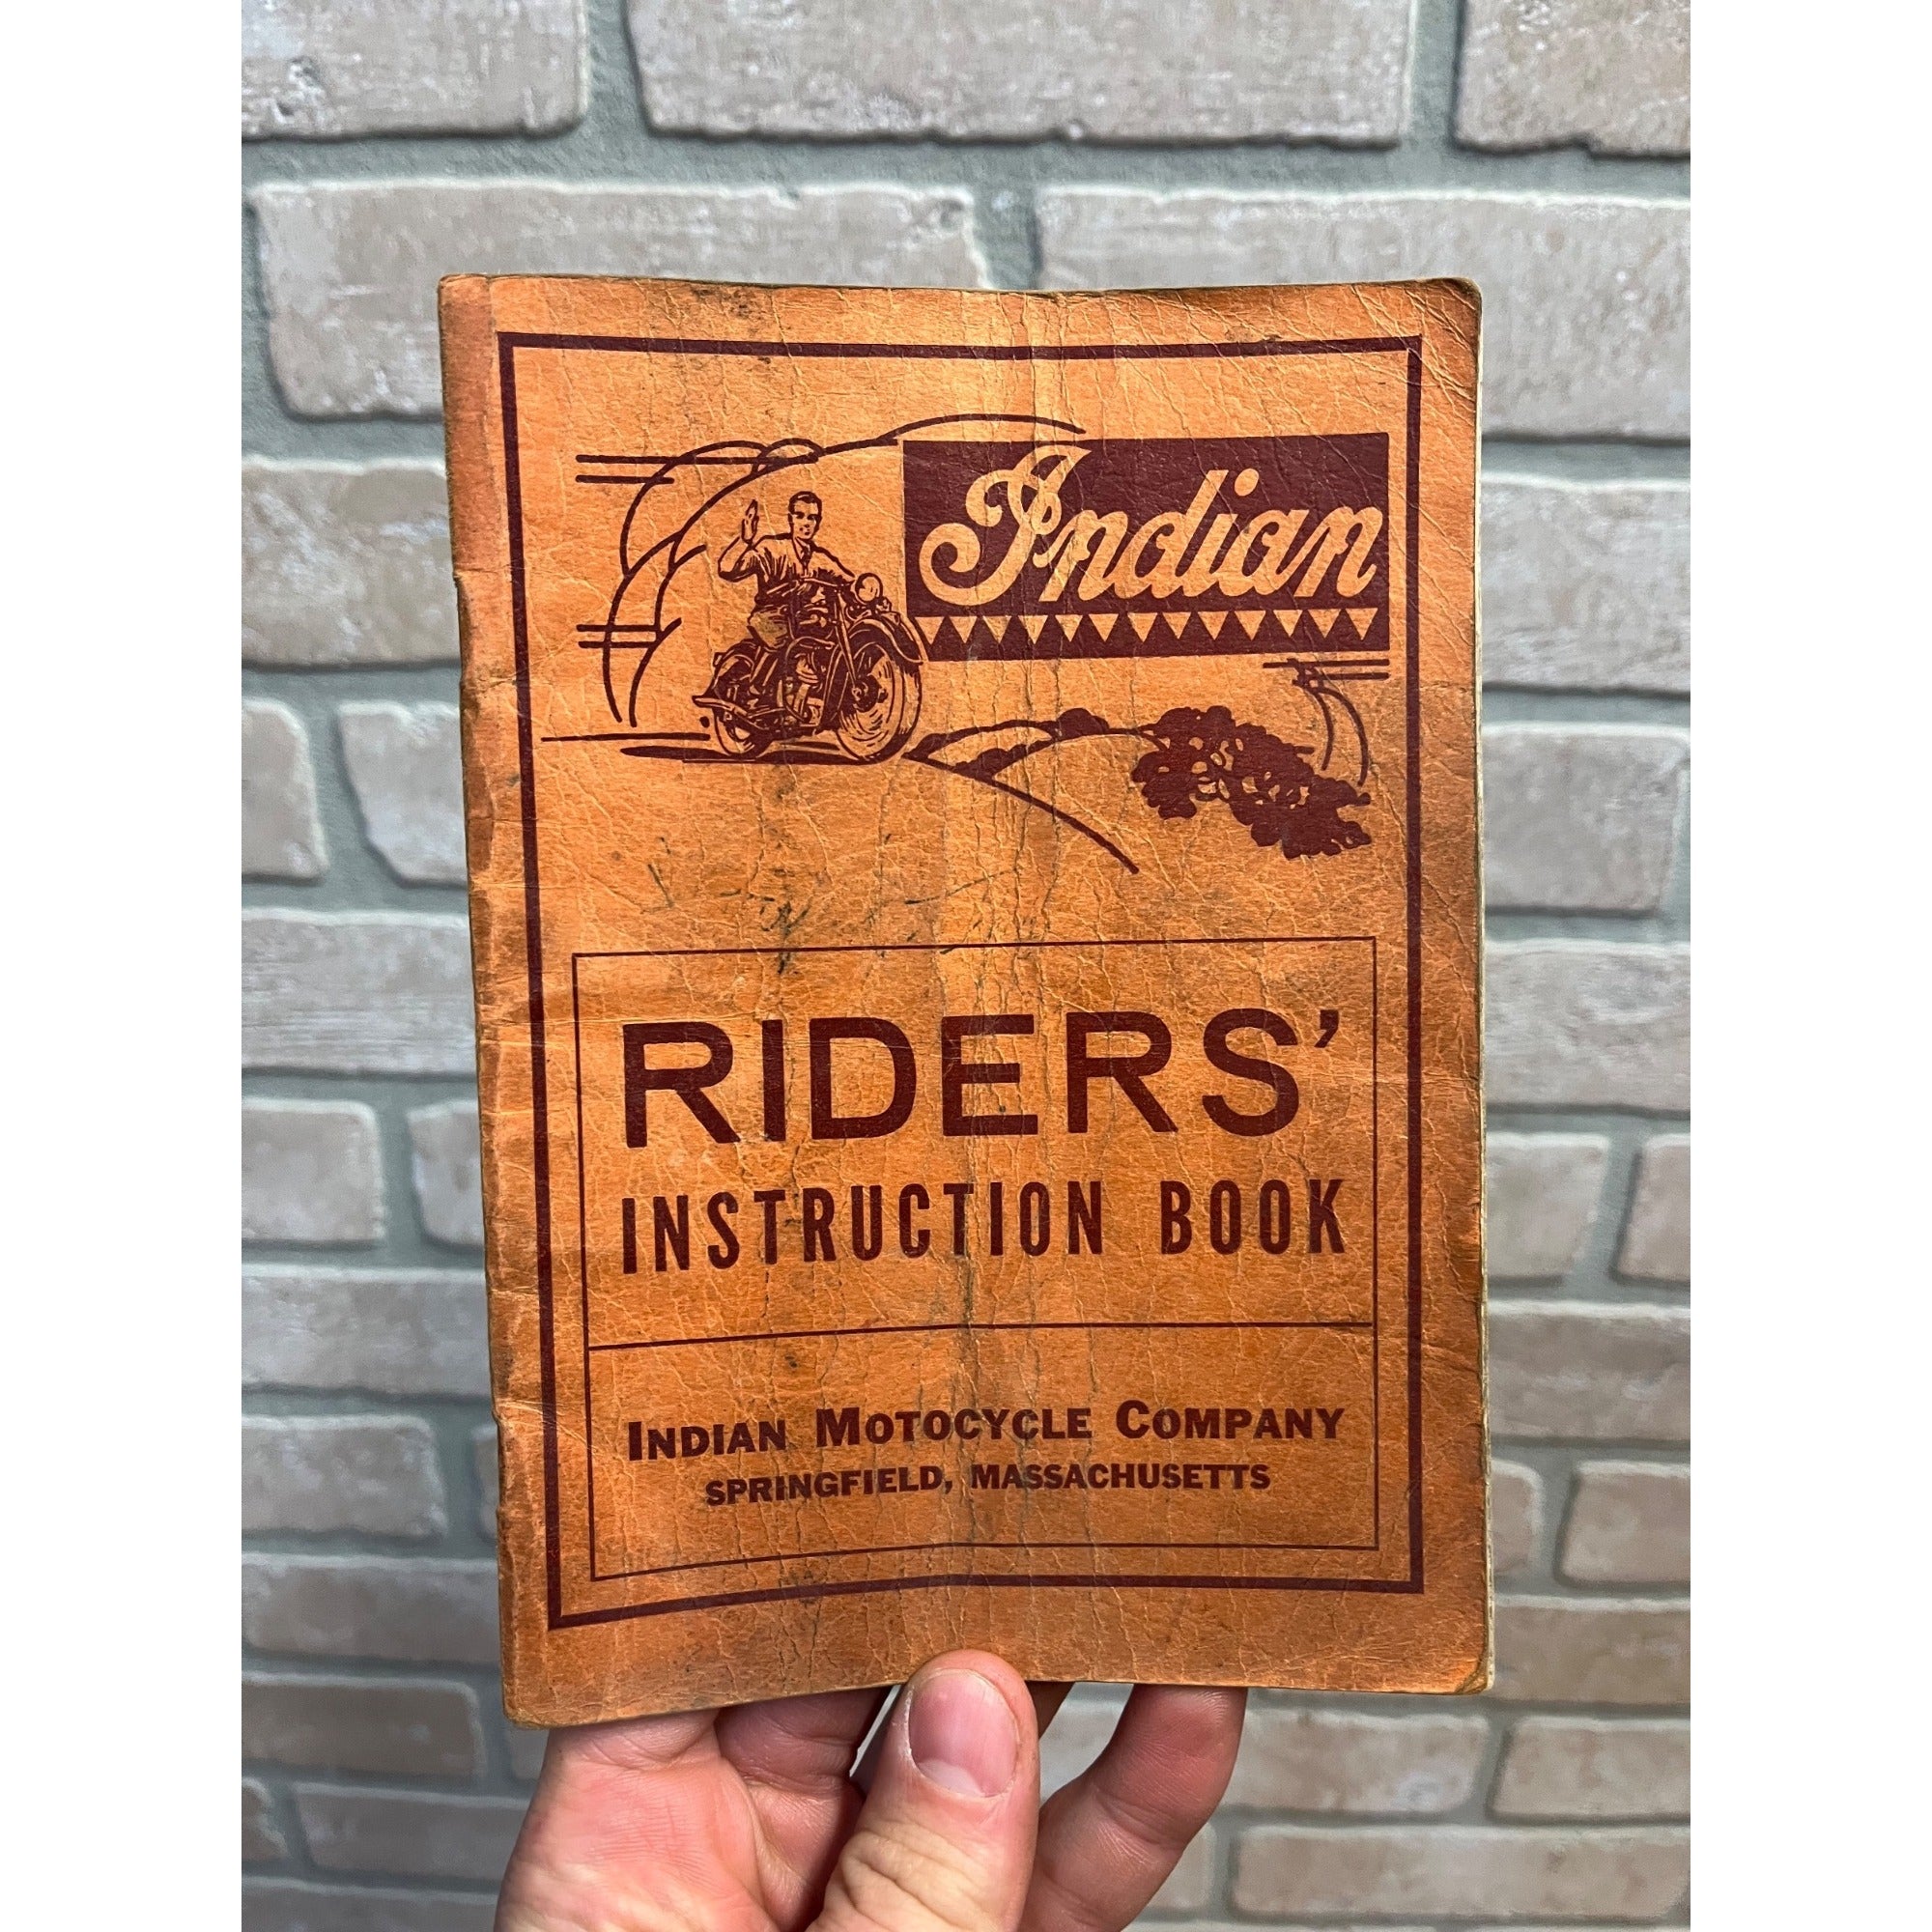 Indian
RIDERS'
INSTRUCTION BOOK
INDIAN MOTOCYCLE COMPANY
SPRINGFIELD, MASSACHUSETTS